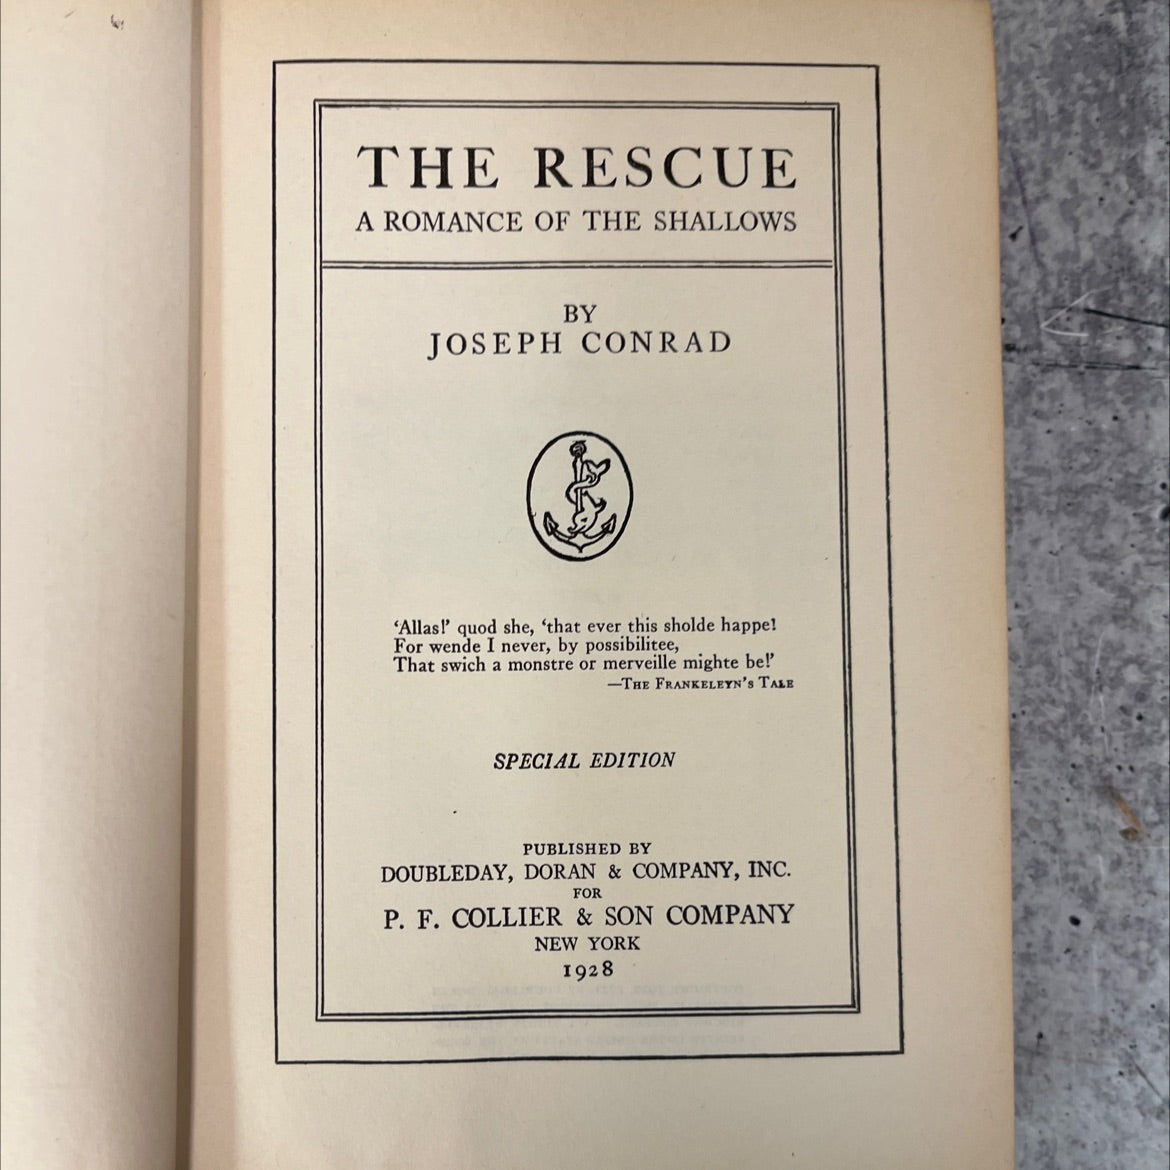 THE RESCUE
A ROMANCE OF THE SHALLOWS
BY
JOSEPH CONRAD
‘Allas!’ quod she, ‘that ever this sholde happe!
For wende I never, by possibilitee,
That swich a monstre or merveille mighte be!’
—THE FRANKELEYN'S TALE
SPECIAL EDITION
PUBLISHED BY
DOUBLEDAY, DORAN & COMPANY, INC.
FOR
P. F. COLLIER & SON COMPANY
NEW YORK
1928